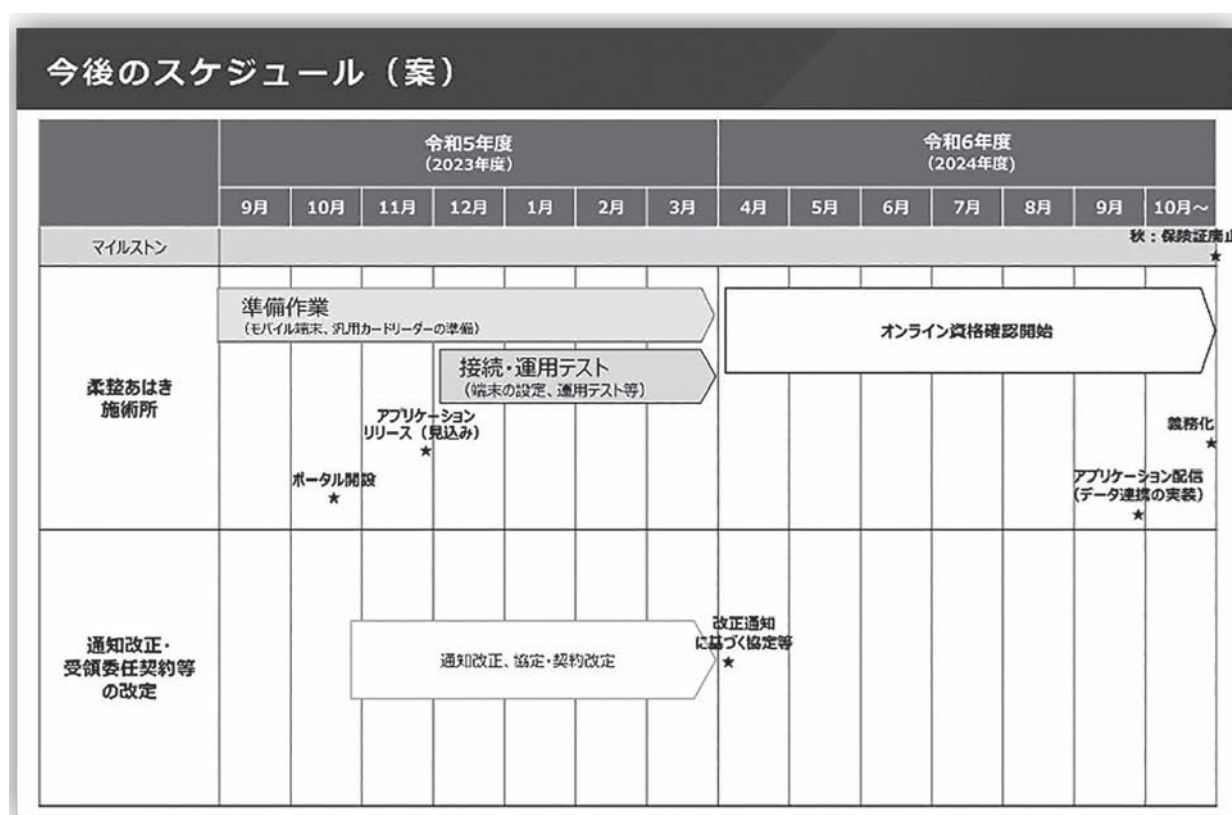 今後のスケジュール（案）
令和5年度
（2023年度）
令和6年度
（2024年度）
9月 10月 11月 12月 1月 2月 3月 4月 5月 6月 7月 8月 9月 10月～
マイルストン
秋：保険証廃止
柔整あはき
施術所
準備作業
（モバイル端末、汎用カードリーダーの準備）
オンライン資格確認開始
接続・運用テスト
（端末の設定、運用テスト等）
アプリケーション
リリース（見込み）
★
ポータル開設
★
義務化
★
アプリケーション配信
（データ連携の実装）
★
通知改正・
受領委任契約等
の改定
通知改正、協定・契約改定
改正通知
に基づく協定等
★